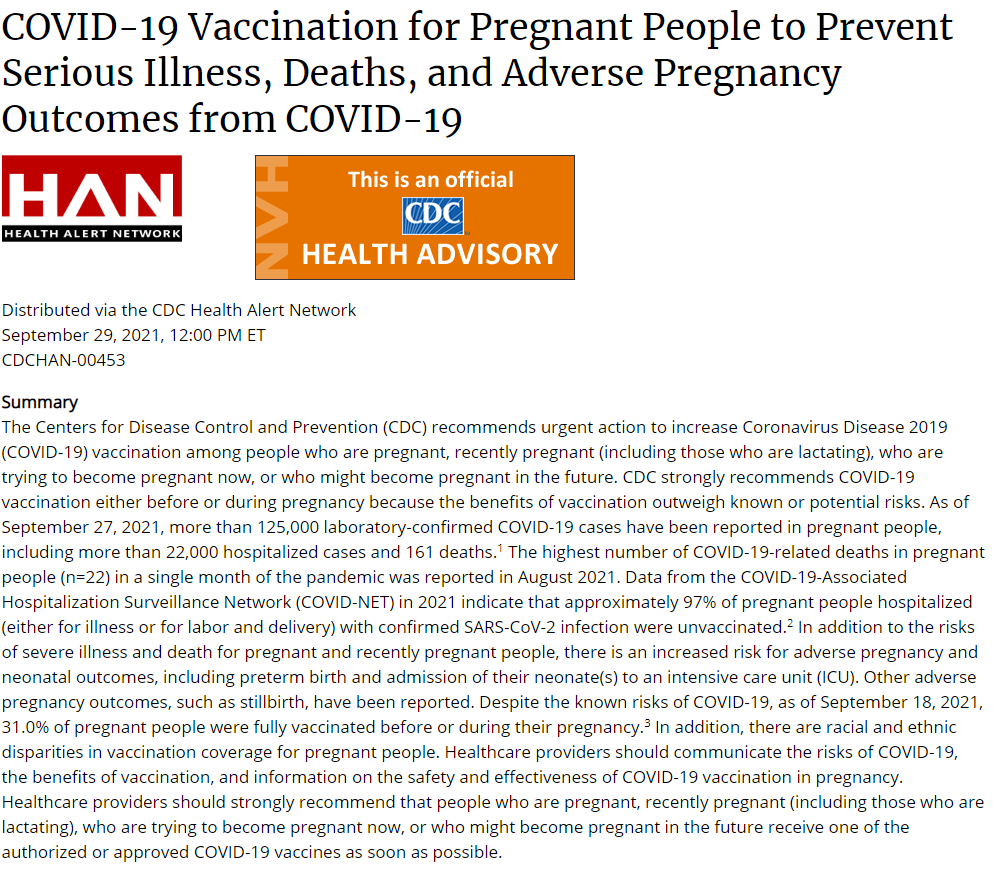 COVID-19 Vaccination for Pregnant People to Prevent
Serious Illness, Deaths, and Adverse Pregnancy
Outcomes from COVID-19
HAN
HEALTH ALERT NETWORK
HAN
This is an official
CDC
HEALTH ADVISORY
Distributed via the CDC Health Alert Network
September 29, 2021, 12:00 PM ET
CDCHAN-00453
Summary
The Centers for Disease Control and Prevention (CDC) recommends urgent action to increase Coronavirus Disease 2019
(COVID-19) vaccination among people who are pregnant, recently pregnant (including those who are lactating), who are
trying to become pregnant now, or who might become pregnant in the future. CDC strongly recommends COVID-19
vaccination either before or during pregnancy because the benefits of vaccination outweigh known or potential risks. As of
September 27, 2021, more than 125,000 laboratory-confirmed COVID-19 cases have been reported in pregnant people,
including more than 22,000 hospitalized cases and 161 deaths.¹ The highest number of COVID-19-related deaths in pregnant
people (n=22) in a single month of the pandemic was reported in August 2021. Data from the COVID-19-Associated
Hospitalization Surveillance Network (COVID-NET) in 2021 indicate that approximately 97% of pregnant people hospitalized
(either for illness or for labor and delivery) with confirmed SARS-CoV-2 infection were unvaccinated.² In addition to the risks
of severe illness and death for pregnant and recently pregnant people, there is an increased risk for adverse pregnancy and
neonatal outcomes, including preterm birth and admission of their neonate(s) to an intensive care unit (ICU). Other adverse
pregnancy outcomes, such as stillbirth, have been reported. Despite the known risks of COVID-19, as of September 18, 2021,
31.0% of pregnant people were fully vaccinated before or during their pregnancy.³ In addition, there are racial and ethnic
disparities in vaccination coverage for pregnant people. Healthcare providers should communicate the risks of COVID-19,
the benefits of vaccination, and information on the safety and effectiveness of COVID-19 vaccination in pregnancy.
Healthcare providers should strongly recommend that people who are pregnant, recently pregnant (including those who are
lactating), who are trying to become pregnant now, or who might become pregnant in the future receive one of the
authorized or approved COVID-19 vaccines as soon as possible.